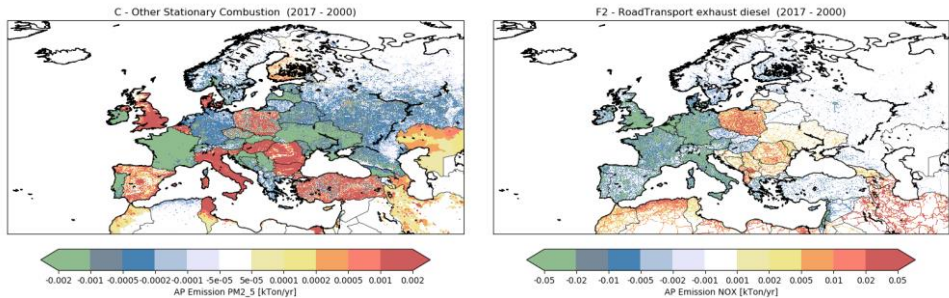 C - Other Stationary Combustion (2017 - 2000)
F2 - RoadTransport exhaust diesel (2017 - 2000)
-0.002 -0.001 -0.0005 -0.0002 -0.0001 -5e-05 5e-05 0.0001 0.0002 0.0005 0.001 0.002
AP Emission PM2_5 [kTon/yr]
-0.05 -0.02 -0.01 -0.005 -0.002 -0.001 0.001 0.002 0.005 0.01 0.02 0.05
AP Emission NOX [kTon/yr]